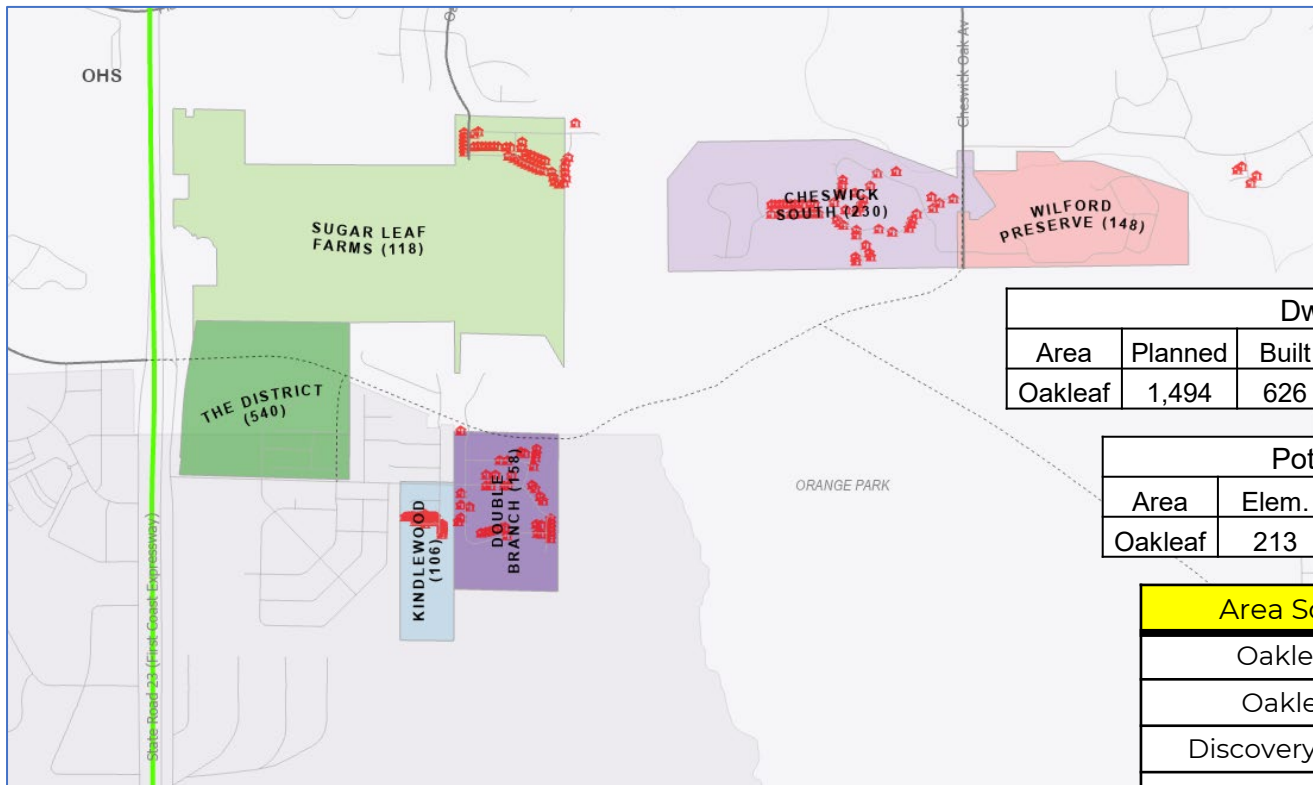 OHS
Cheswick Oak Av
SUGAR LEAF
FARMS (118)
CHESWICK
SOUTH (230)
WILFORD
PRESERVE (148)
THE DISTRICT
(540)
KINDLEWOOD
(106)
DOUBLE
BRANCH (158)
ORANGE PARK
State Road 23 (First Coast Expressway)
Dw
Area Planned Built
Oakleaf 1,494 626
Pot
Area Elem.
Oakleaf 213
Area Sc
Oakle
Oakle
Discovery